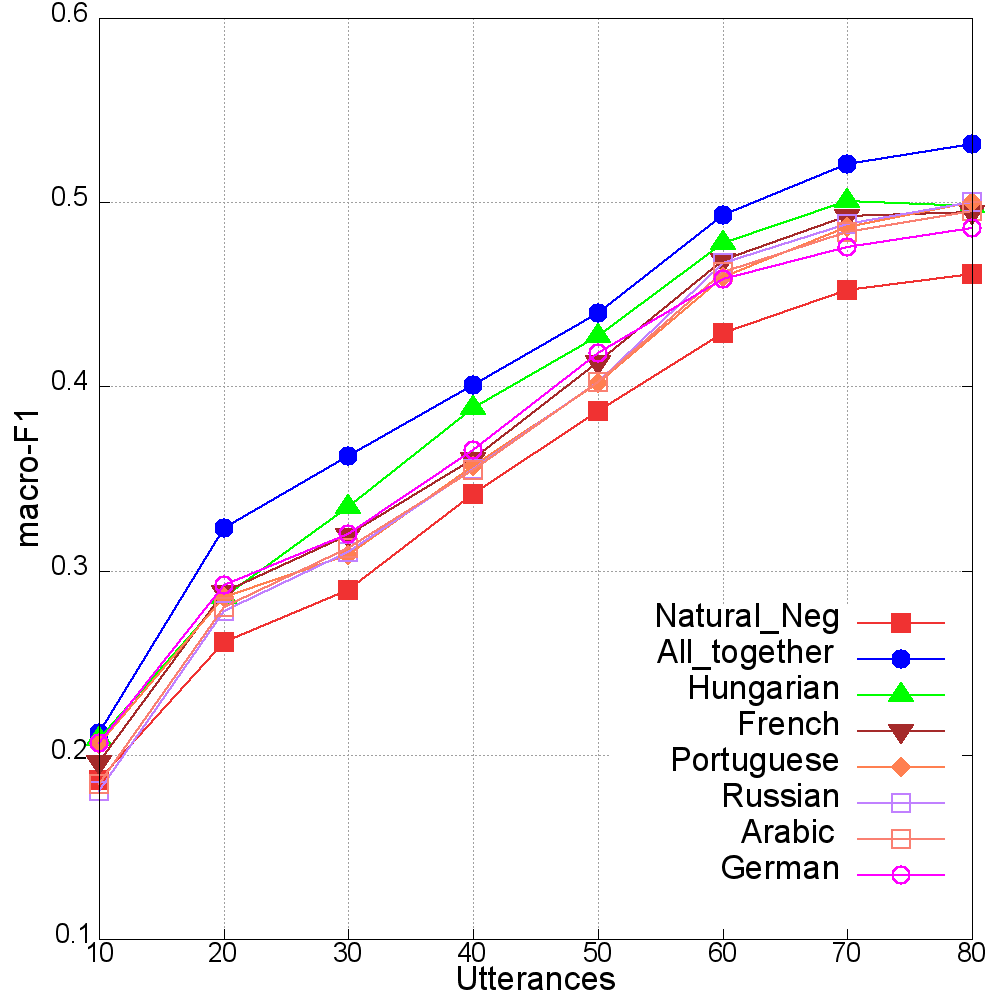 0.6
0.5
0.4
0.3
0.2
0.1
macro-F1
Natural_Neg
All_together
Hungarian
French
Portuguese
Russian
Arabic
German
10 20 30 40 50 60 70 80
Utterances